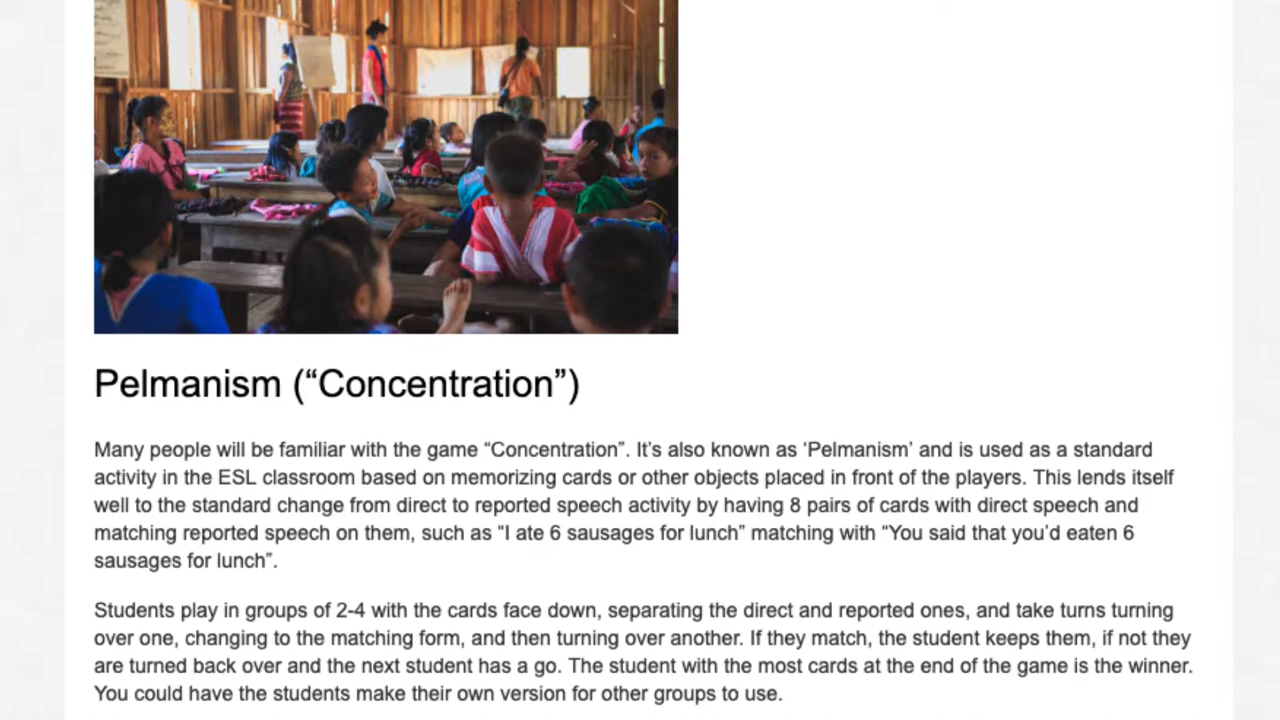 Pelmanism (“Concentration”)
Many people will be familiar with the game “Concentration”. It’s also known as ‘Pelmanism’ and is used as a standard
activity in the ESL classroom based on memorizing cards or other objects placed in front of the players. This lends itself
well to the standard change from direct to reported speech activity by having 8 pairs of cards with direct speech and
matching reported speech on them, such as “I ate 6 sausages for lunch” matching with “You said that you’d eaten 6
sausages for lunch”.
Students play in groups of 2-4 with the cards face down, separating the direct and reported ones, and take turns turning
over one, changing to the matching form, and then turning over another. If they match, the student keeps them, if not they
are turned back over and the next student has a go. The student with the most cards at the end of the game is the winner.
You could have the students make their own version for other groups to use.